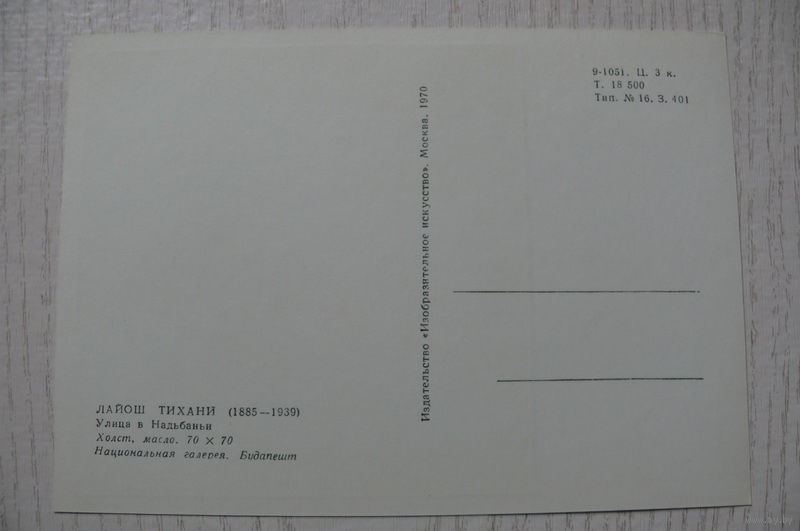 9-1051. Ц. 3 к.
Т. 18 500
Тип. № 16. З. 401
Издательство «Изобразительное искусство». Москва. 1970
ЛАЙОШ ТИХАНИ (1885—1939)
Улица в Надьбаньи
Холст, масло. 70 × 70
Национальная галерея. Будапешт